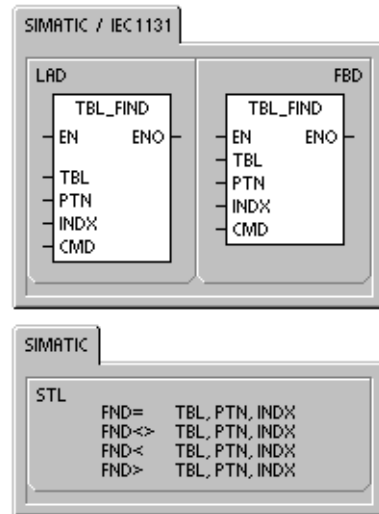 SIMATIC / IEC1131
LAD
FBD
TBL_FIND
EN ENO
TBL
PTN
INDX
CMD
TBL_FIND
EN ENO
TBL
PTN
INDX
CMD
SIMATIC
STL
FND= TBL, PTN, INDX
FND<> TBL, PTN, INDX
FND< TBL, PTN, INDX
FND> TBL, PTN, INDX